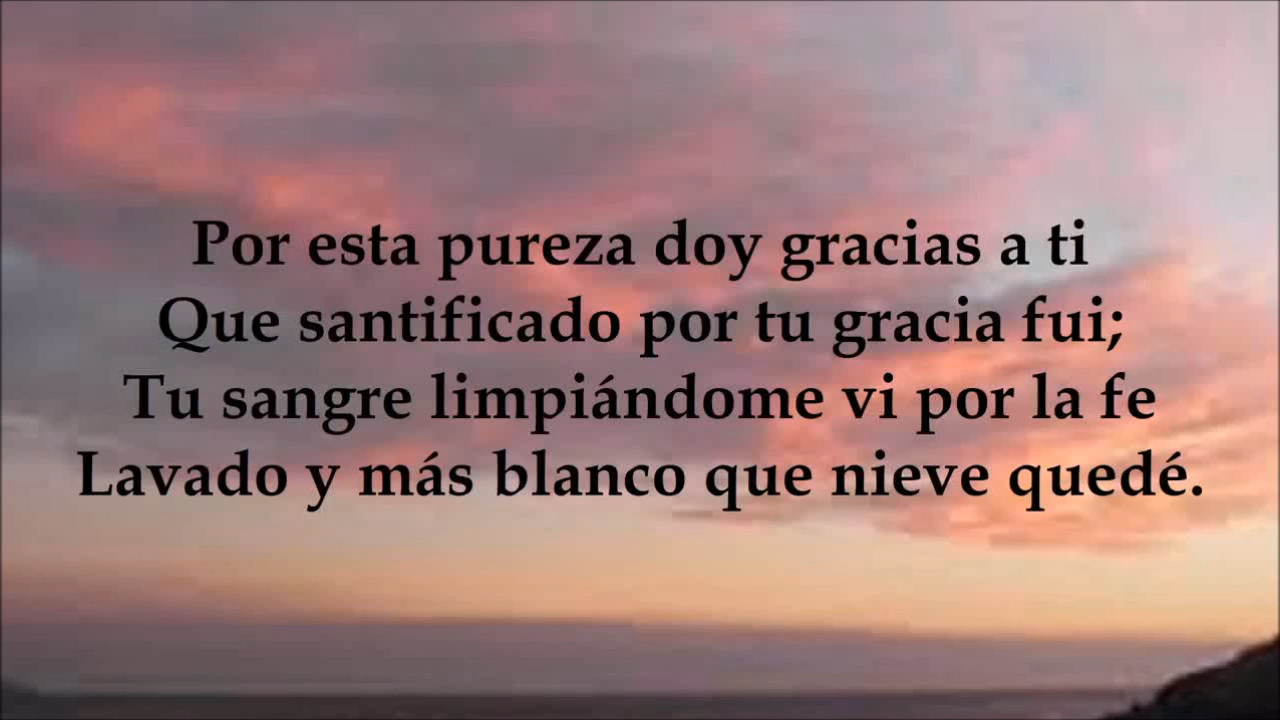 Por esta pureza doy gracias a ti
Que santificado por tu gracia fui;
Tu sangre limpiándome vi por la fe
Lavado y más blanco que nieve quedé.